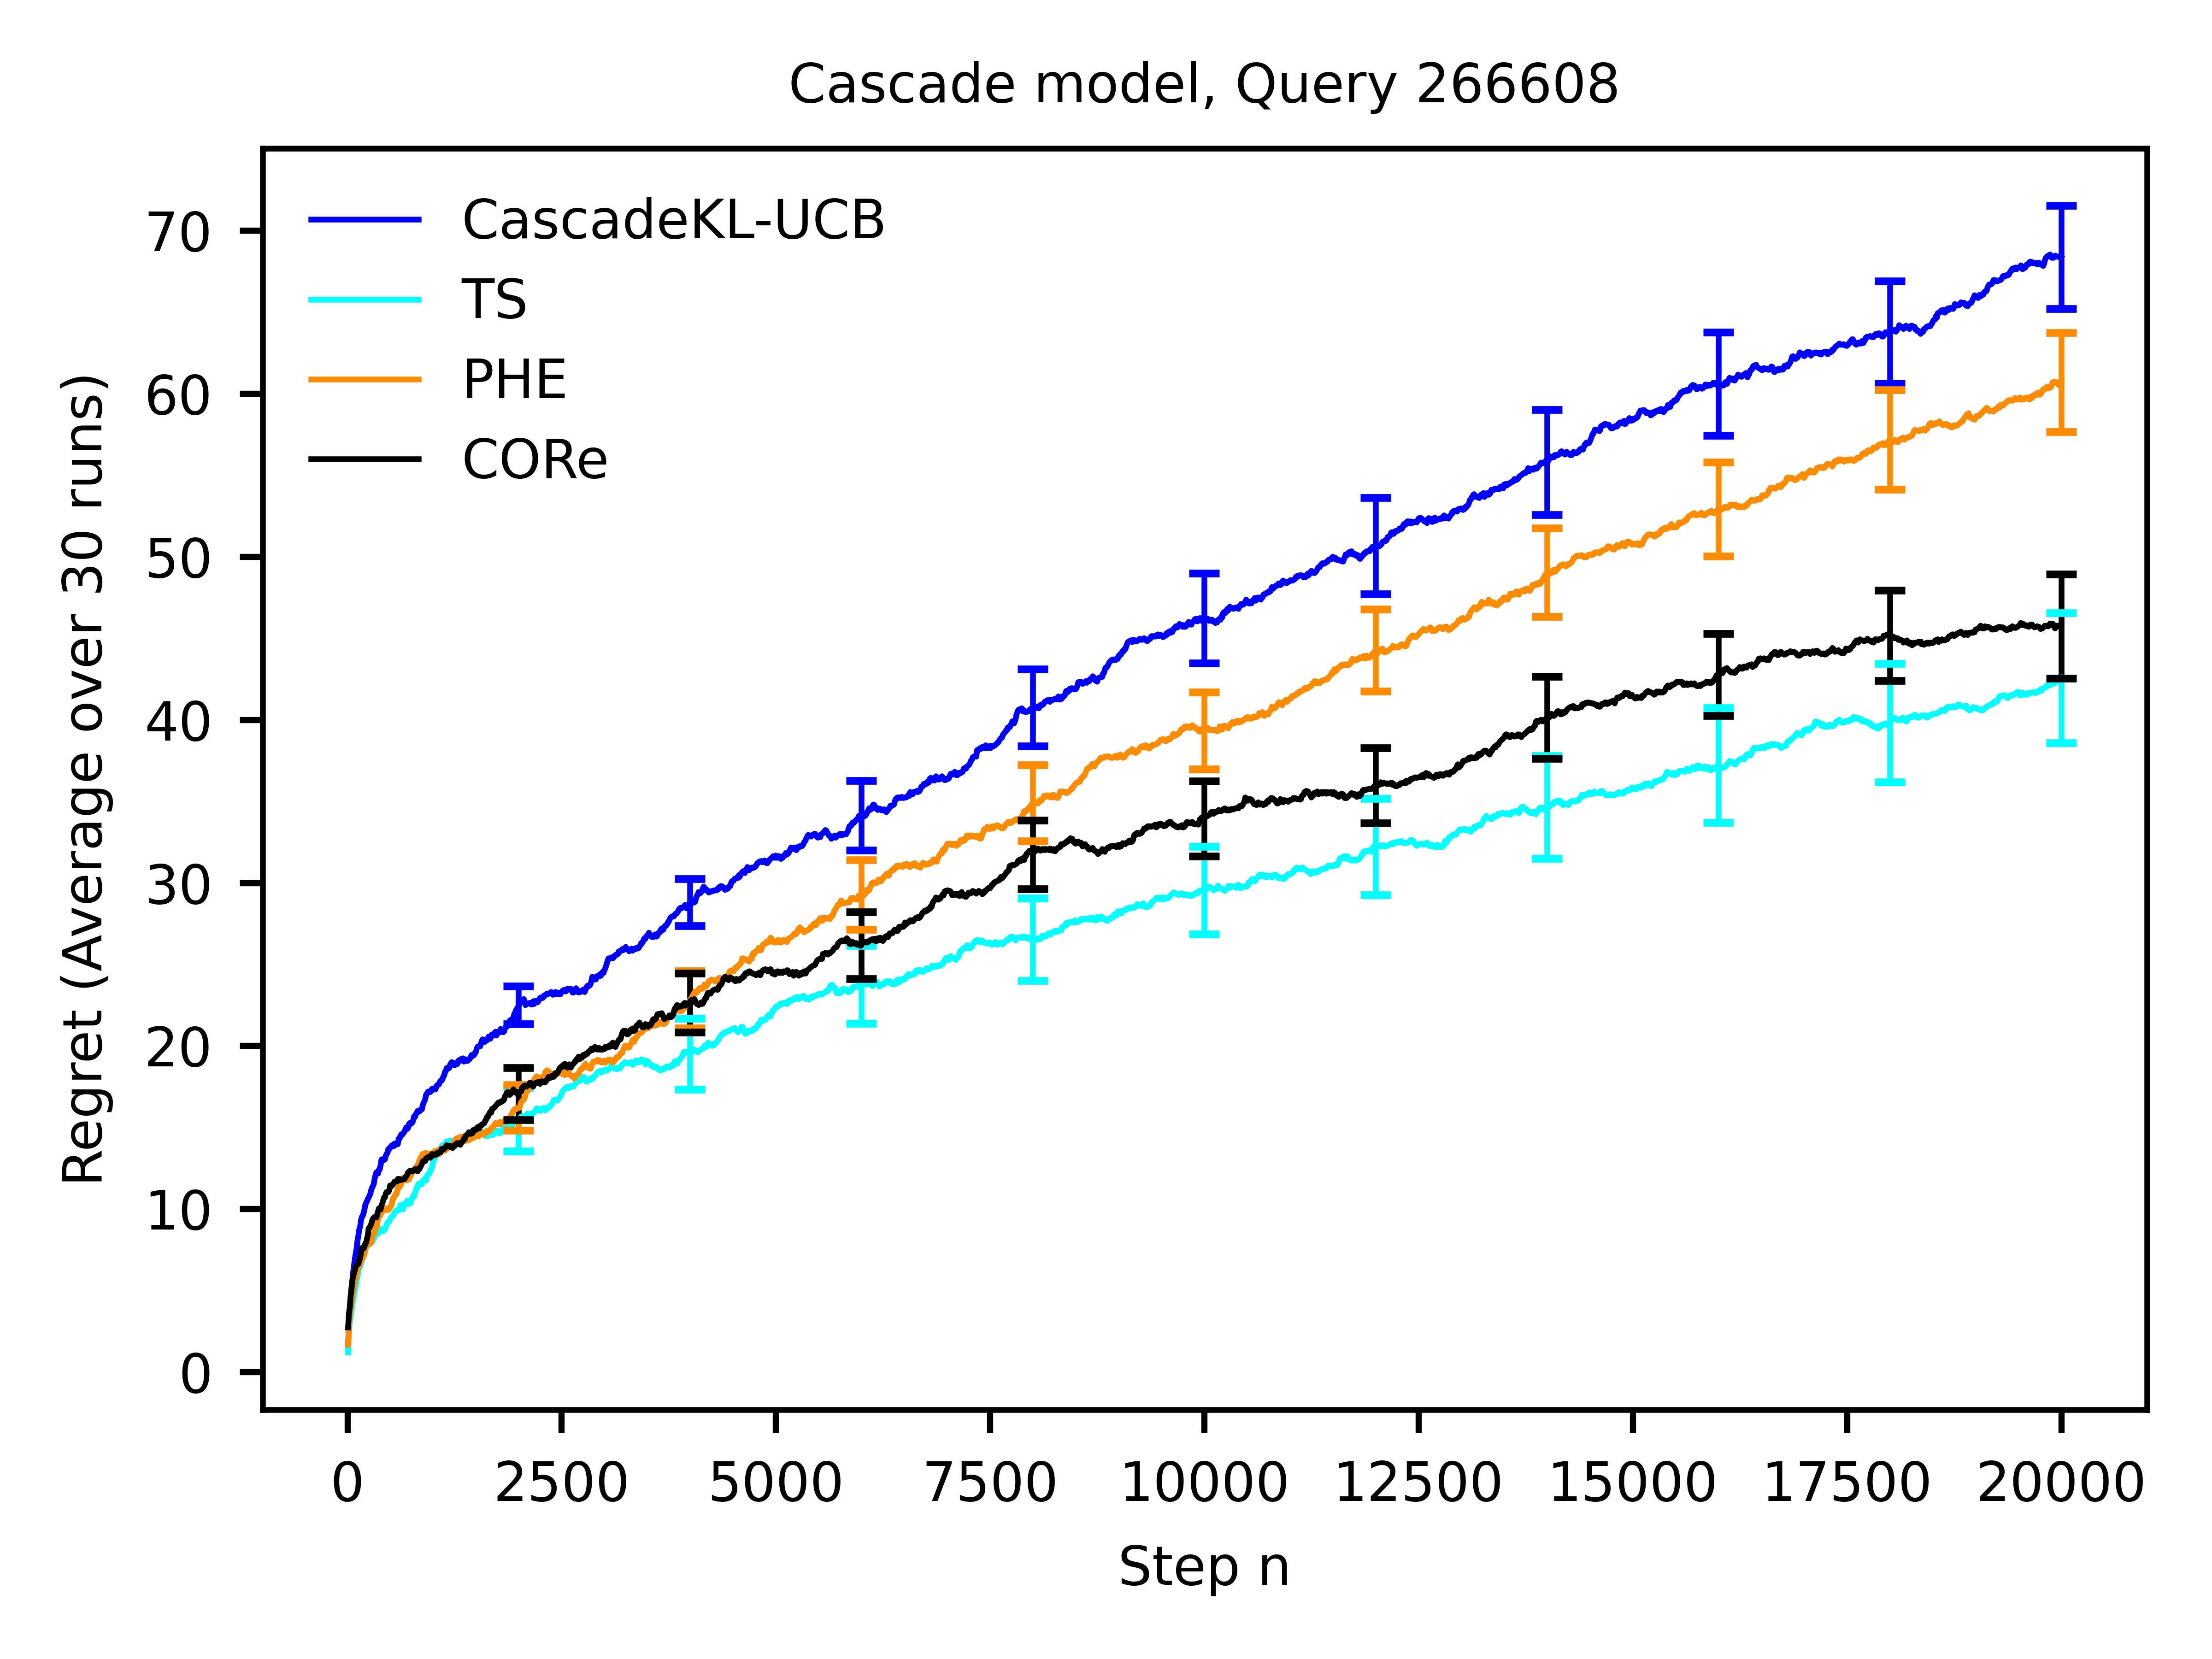 Cascade model, Query 266608
CascadeKL-UCB
TS
PHE
CORe
Regret (Average over 30 runs)
70
60
50
40
30
20
10
0
0 2500 5000 7500 10000 12500 15000 17500 20000
Step n